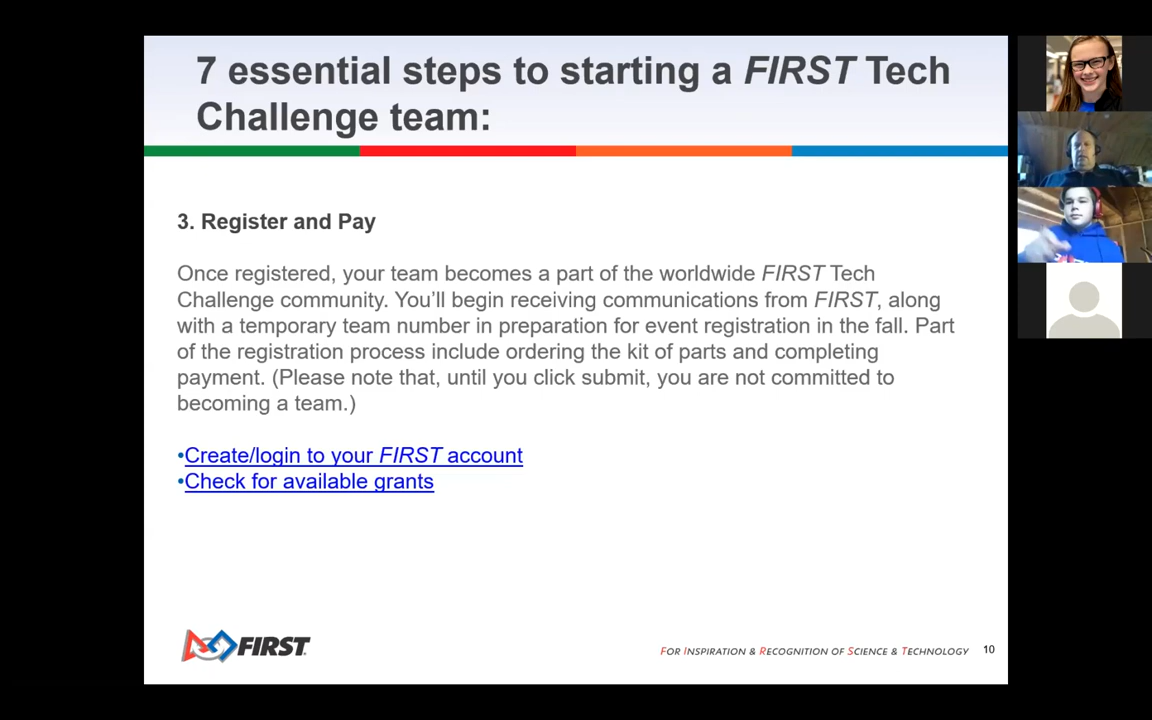 7 essential steps to starting a FIRST Tech
Challenge team:
3. Register and Pay
Once registered, your team becomes a part of the worldwide FIRST Tech
Challenge community. You’ll begin receiving communications from FIRST, along
with a temporary team number in preparation for event registration in the fall. Part
of the registration process include ordering the kit of parts and completing
payment. (Please note that, until you click submit, you are not committed to
becoming a team.)
•Create/login to your FIRST account
•Check for available grants
FIRST
FOR INSPIRATION & RECOGNITION OF SCIENCE & TECHNOLOGY 10